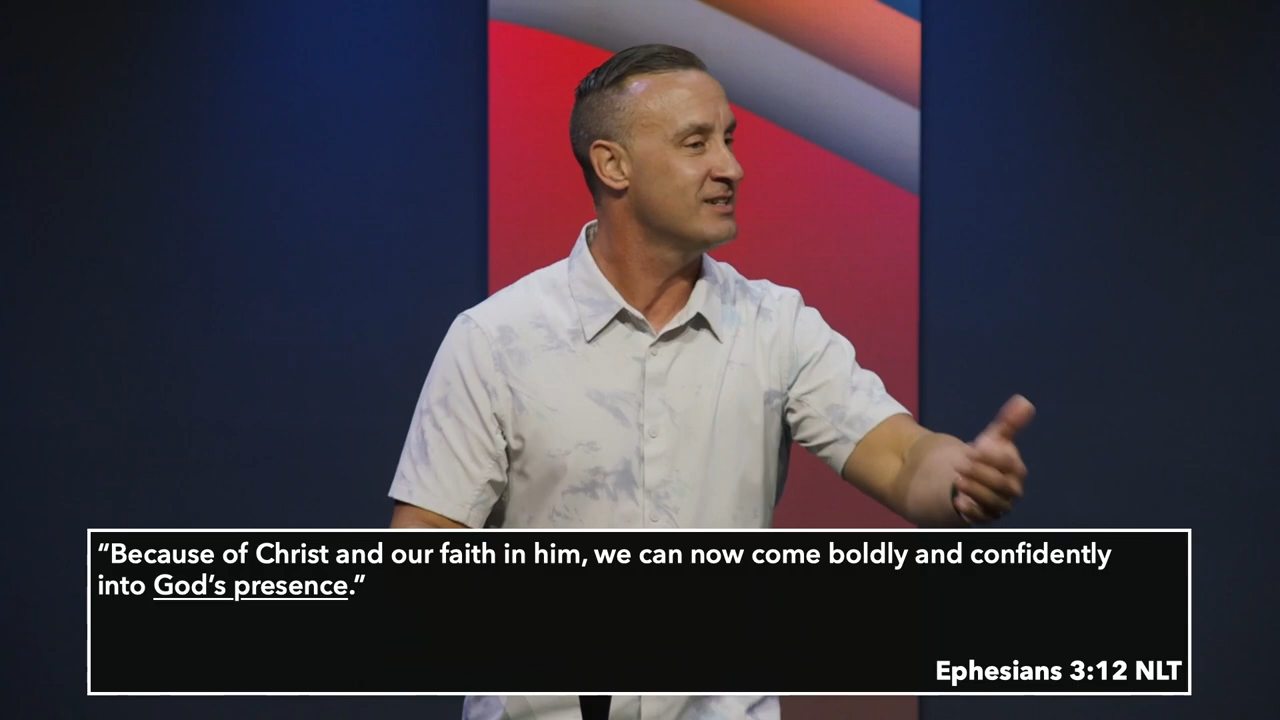 “Because of Christ and our faith in him, we can now come boldly and confidently
into God’s presence.”
Ephesians 3:12 NLT